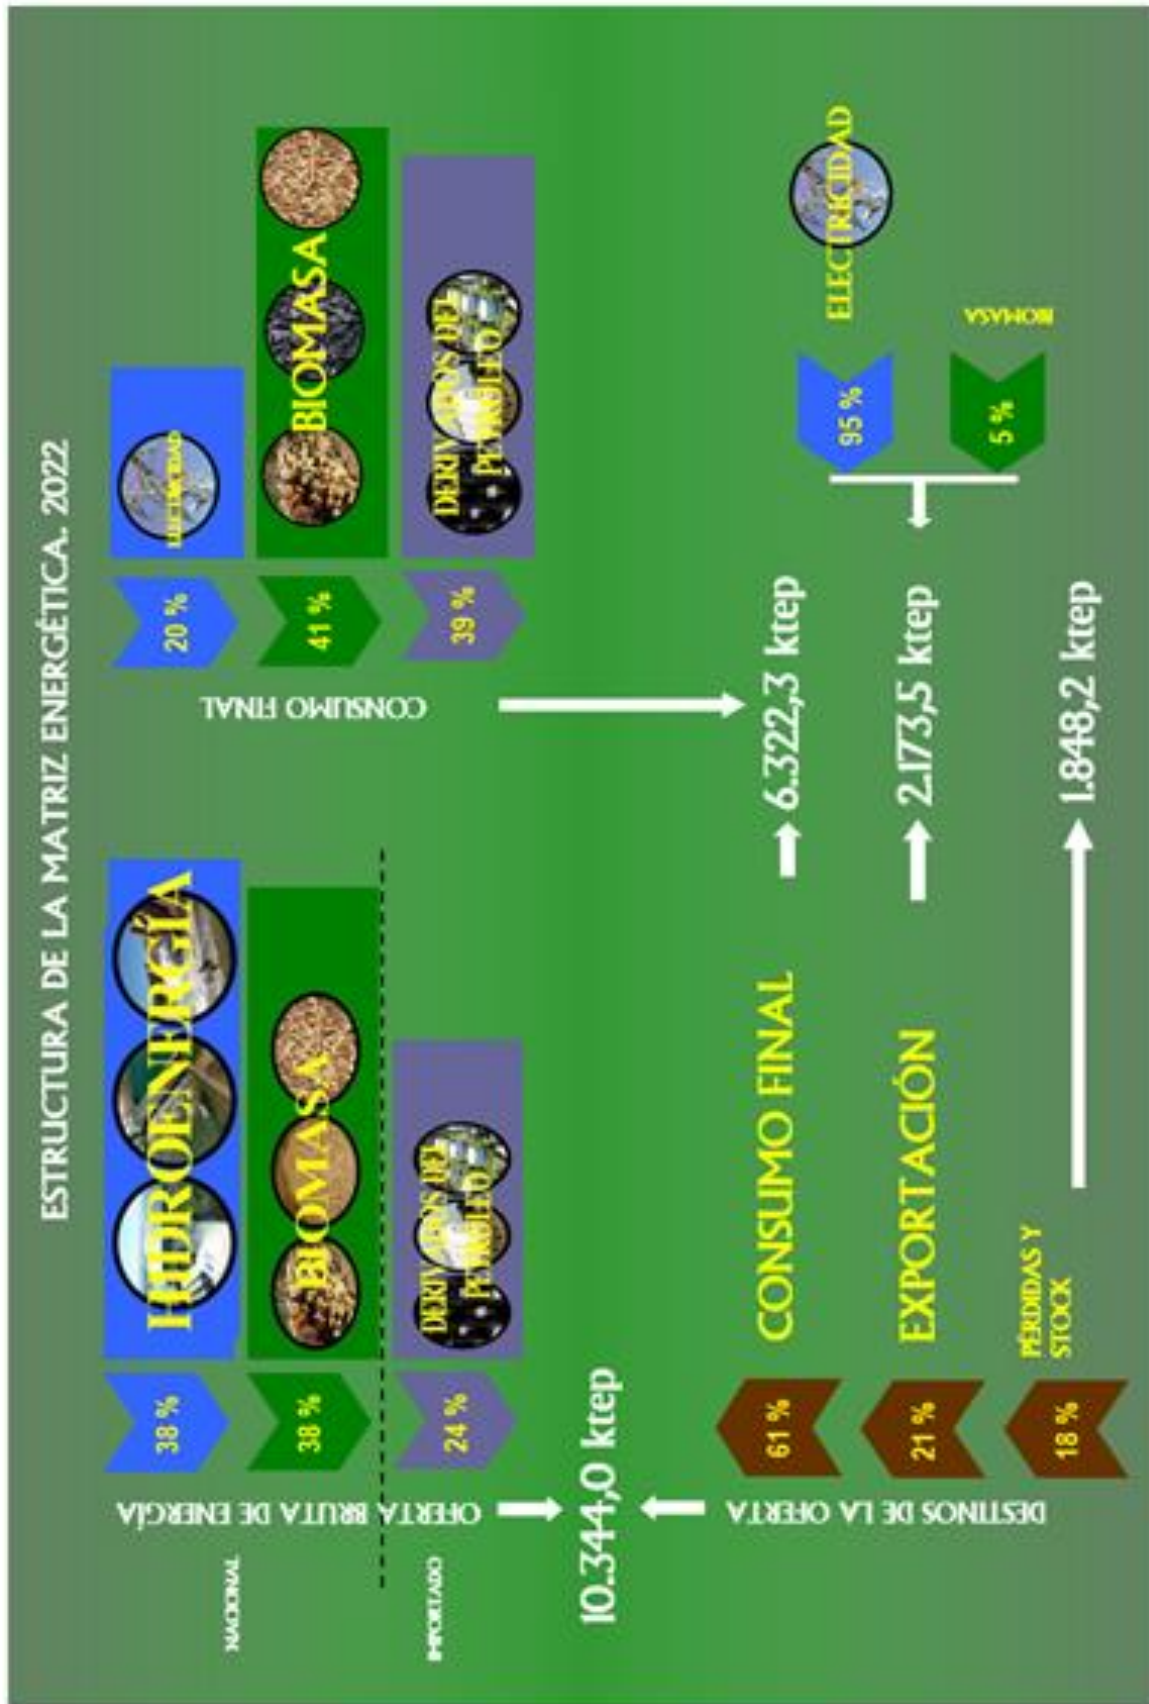 ESTRUCTURA DE LA MATRIZ ENERGÉTICA. 2022
NACIONAL
IMPORTADO
OFERTA BRUTA DE ENERGÍA
38 %
HIDROENERGÍA
38 %
BIOMASA
24 %
DERIVADOS DEL
PETRÓLEO
10.344,0 ktep
CONSUMO FINAL
20 %
ELECTRICIDAD
41 %
BIOMASA
39 %
DERIVADOS DEL
PETRÓLEO
DESTINOS DE LA OFERTA
61 %
CONSUMO FINAL
6.322,3 ktep
21 %
EXPORTACIÓN
2.173,5 ktep
95 %
ELECTRICIDAD
5 %
BIOMASA
18 %
PÉRDIDAS Y
STOCK
1.848,2 ktep